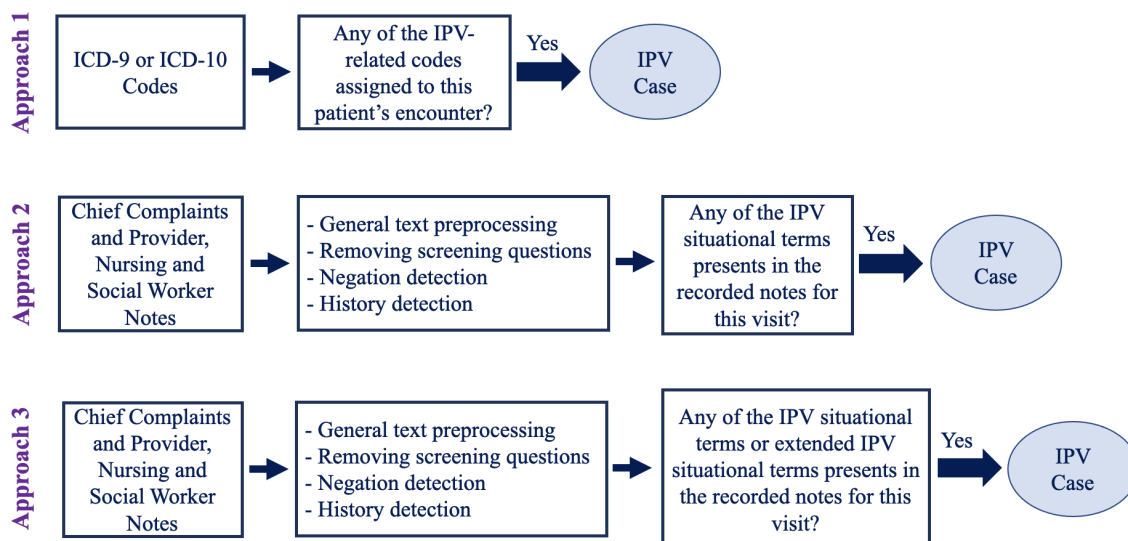 Approach 1
ICD-9 or ICD-10
Codes
Any of the IPV-
related codes
assigned to this
patient's encounter?
Yes
IPV
Case
Approach 2
Chief Complaints
and Provider,
Nursing and
Social Worker
Notes
- General text preprocessing
- Removing screening questions
- Negation detection
- History detection
Any of the IPV
situational terms
presents in the
recorded notes for
this visit?
Yes
IPV
Case
Approach 3
Chief Complaints
and Provider,
Nursing and
Social Worker
Notes
- General text preprocessing
- Removing screening questions
- Negation detection
- History detection
Any of the IPV situational
terms or extended IPV
situational terms presents in
the recorded notes for this
visit?
Yes
IPV
Case